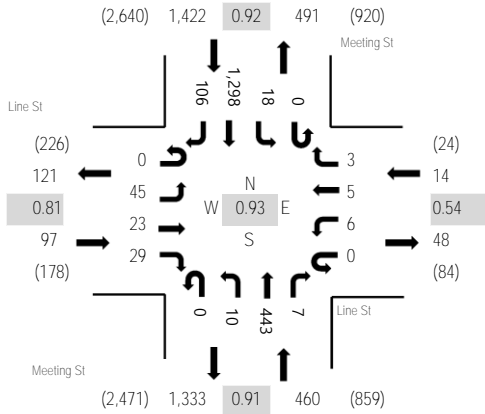 (2,640) 1,422 0.92 491 (920)
Meeting St
106 1,298 18 0
Line St
(226) (24)
121 0 3 14
45 N 5
0.81 W 0.93 E 0.54
23 6
97 S 48
29 0
(178) (84)
0 10 443 7
Line St
Meeting St
(2,471) 1,333 0.91 460 (859)